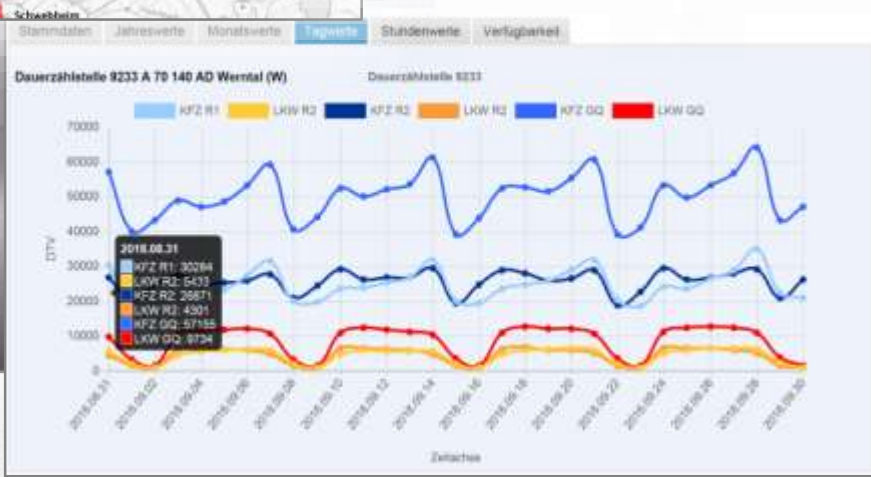 Schwebheim
Stammdaten Jahreswerte Monatswerte Tagwerte Stundenwerte Verfügbarkeit
Dauerzählstelle 9233 A 70 140 AD Werntal (W) Dauerzählstelle 9233
KFZ R1 LKW R2 KFZ R2 LKW R2 KFZ GQ LKW GQ
70000
60000
50000
40000
30000
20000
10000
0
DTV
2018.08.31
KFZ R1: 30284
LKW R2: 5433
KFZ R2: 26871
LKW R2: 4301
KFZ GQ: 57155
LKW GQ: 9734
2018.08.31 2018.09.02 2018.09.04 2018.09.06 2018.09.08 2018.09.10 2018.09.12 2018.09.14 2018.09.16 2018.09.18 2018.09.20 2018.09.22 2018.09.24 2018.09.26 2018.09.28 2018.09.30
Zeitachse